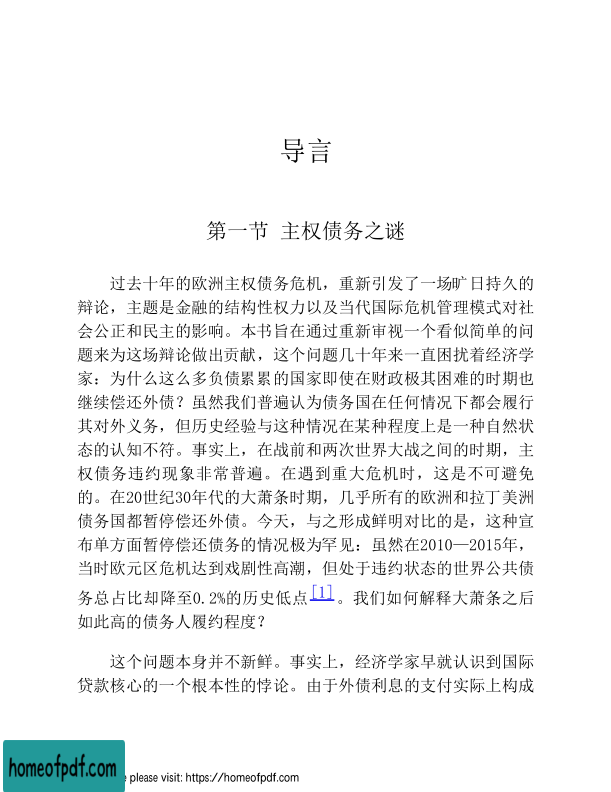 导言
第一节 主权债务之谜
过去十年的欧洲主权债务危机，重新引发了一场旷日持久的
辩论，主题是金融的结构性权力以及当代国际危机管理模式对社
会公正和民主的影响。本书旨在通过重新审视一个看似简单的问
题来为这场辩论做出贡献，这个问题几十年来一直困扰着经济学
家：为什么这么多负债累累的国家即使在财政极其困难的时期也
继续偿还外债？虽然我们普遍认为债务国在任何情况下都会履行
其对外义务，但历史经验与这种情况在某种程度上是一种自然状
态的认知不符。事实上，在战前和两次世界大战之间的时期，主
权债务违约现象非常普遍。在遇到重大危机时，这是不可避免
的。在20世纪30年代的大萧条时期，几乎所有的欧洲和拉丁美洲
债务国都暂停偿还外债。今天，与之形成鲜明对比的是，这种宣
布单方面暂停偿还债务的情况极为罕见：虽然在2010—2015年，
当时欧元区危机达到戏剧性高潮，但处于违约状态的世界公共债
务总占比却降至0.2%的历史低点[1]。我们如何解释大萧条之后
如此高的债务人履约程度？
这个问题本身并不新鲜。事实上，经济学家早就认识到国际
贷款核心的一个根本性的悖论。由于外债利息的支付实际上构成
homeofpdf.com
e please visit: https://homeofpdf.com